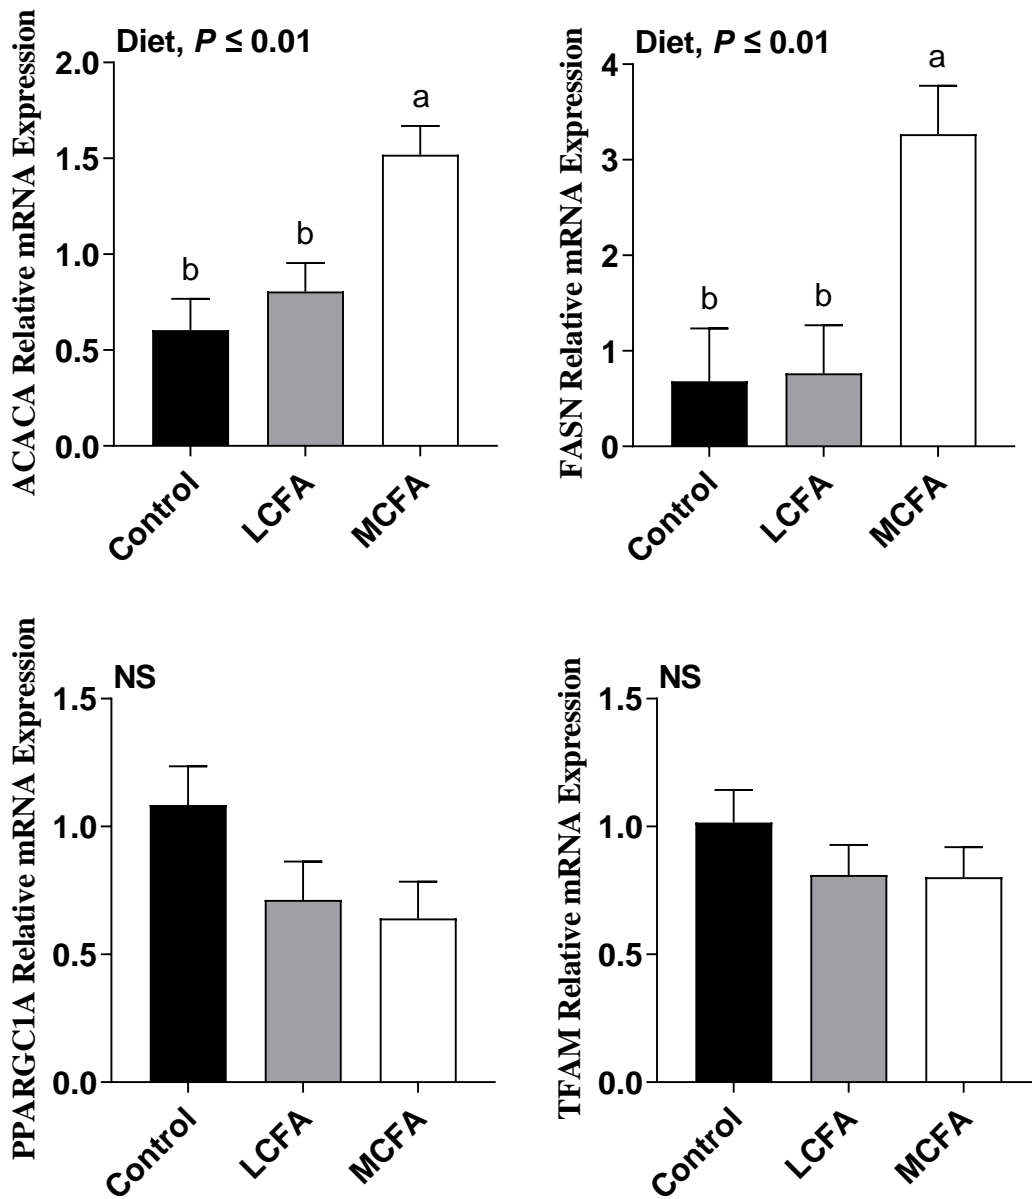 Diet, P ≤ 0.01
ACACA Relative mRNA Expression
2.0
1.5
1.0
0.5
0.0
b
b
a
Control
LCFA
MCFA
Diet, P ≤ 0.01
FASN Relative mRNA Expression
4
3
2
1
0
b
b
a
Control
LCFA
MCFA
NS
PPARGC1A Relative mRNA Expression
1.5
1.0
0.5
0.0
Control
LCFA
MCFA
NS
TFAM Relative mRNA Expression
1.5
1.0
0.5
0.0
Control
LCFA
MCFA